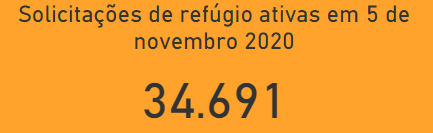 Solicitações de refúgio ativas em 5 de
novembro 2020
34.691